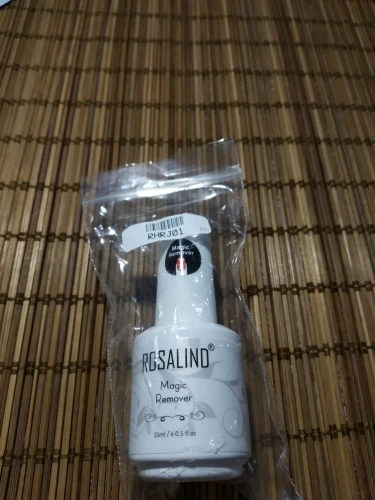 RHRJ01
Magic
Remover
ROSALIND®
Magic
Remover
15ml / e 0.5 fl oz